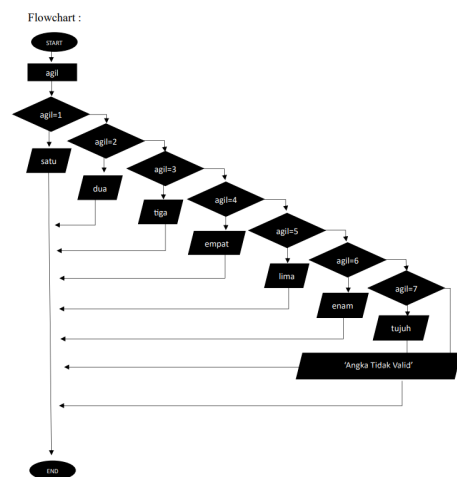 Flowchart :
START
agil
agil=1
agil=2
satu
agil=3
dua
agil=4
tiga
agil=5
empat
agil=6
lima
agil=7
enam
tujuh
'Angka Tidak Valid'
END